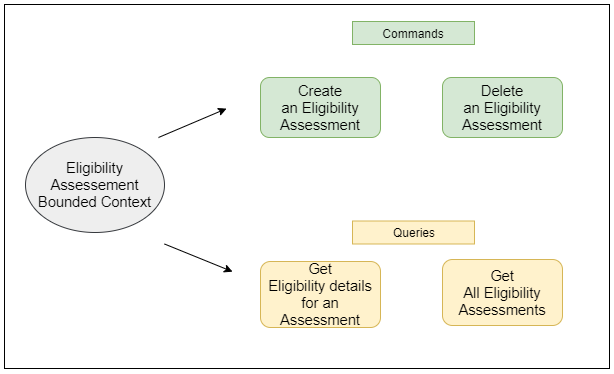 Commands
Create
an Eligibility
Assessment
Delete
an Eligibility
Assessment
Eligibility
Assessement
Bounded Context
Queries
Get
Eligibility details
for an
Assessment
Get
All Eligibility
Assessments